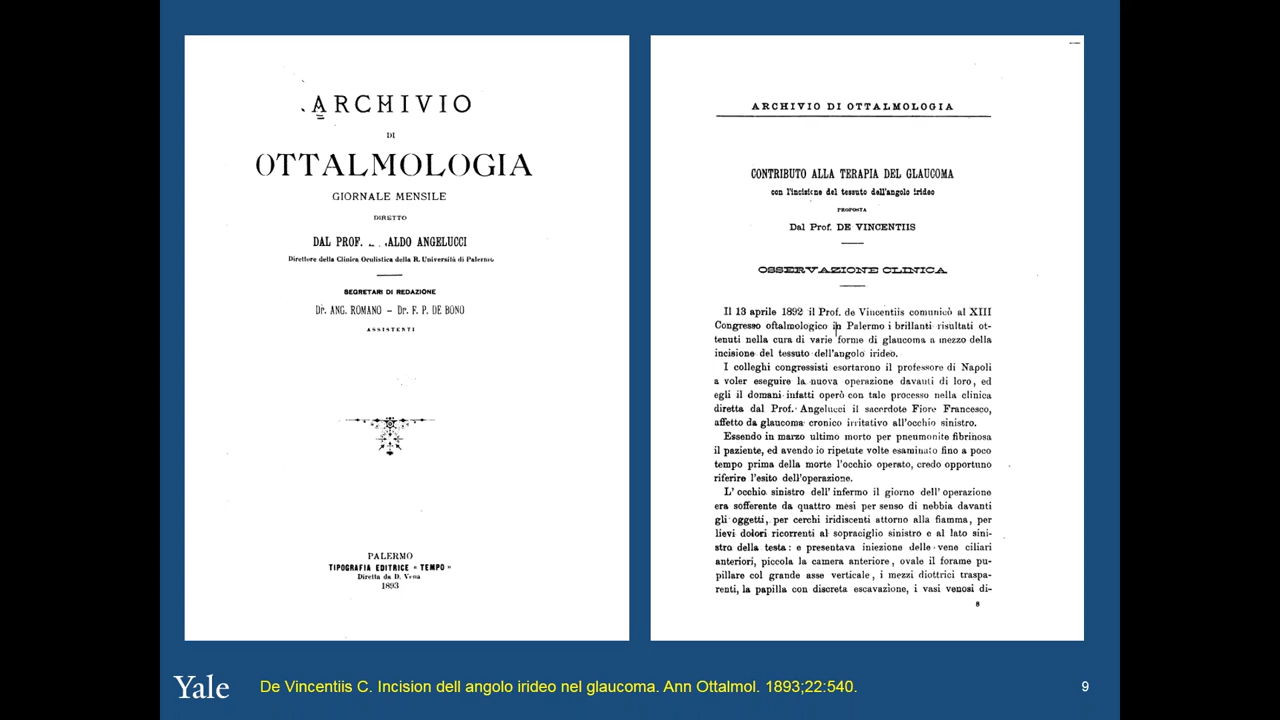 ARCHIVIO
DI
OTTALMOLOGIA
GIORNALE MENSILE
DIRETTO
DAL PROF. ALDO ANGELUCCI
Direttore della Clinica Oculistica della R. Università di Palermo
SEGRETARI DI REDAZIONE
Dr. ANG. ROMANO – Dr. F. P. DE BONO
ASSISTENTI
PALERMO
TIPOGRAFIA EDITRICE "TEMPO"
Diretta da D. Vena
1893
ARCHIVIO DI OTTALMOLOGIA
CONTRIBUTO ALLA TERAPIA DEL GLAUCOMA
con l'incisione del tessuto dell'angolo irideo
PROPOSTA
Dal Prof. DE VINCENTIIS
OSSERVAZIONE CLINICA
Il 13 aprile 1892 il Prof. de Vincentiis comunicò al XIII
Congresso oftalmologico in Palermo i brillanti risultati ot-
tenuti nella cura di varie forme di glaucoma a mezzo della
incisione del tessuto dell'angolo irideo.
I colleghi congressisti esortarono il professore di Napoli
a voler eseguire la nuova operazione davanti di loro, ed
egli il domani infatti operò con tale processo nella clinica
diretta dal Prof. Angelucci il sacerdote Fiore Francesco,
affetto da glaucoma cronico irritativo all'occhio sinistro.
Essendo in marzo ultimo morto per pneumonite fibrinosa
il paziente, ed avendo io ripetute volte esaminato fino a poco
tempo prima della morte l'occhio operato, credo opportuno
riferire l'esito dell'operazione.
L' occhio sinistro dell' infermo il giorno dell' operazione
era sofferente da quattro mesi per senso di nebbia davanti
gli oggetti, per cerchi iridiscenti attorno alla fiamma, per
lievi dolori ricorrenti al sopraciglio sinistro e al lato sini-
stro della testa: e presentava iniezione delle vene ciliari
anteriori, piccola la camera anteriore, ovale il forame pu-
pillare col grande asse verticale, i mezzi diottrici traspa-
renti, la papilla con discreta escavazione, i vasi venosi di-
8
Yale
De Vincentiis C. Incision dell angolo irideo nel glaucoma. Ann Ottalmol. 1893;22:540.
9